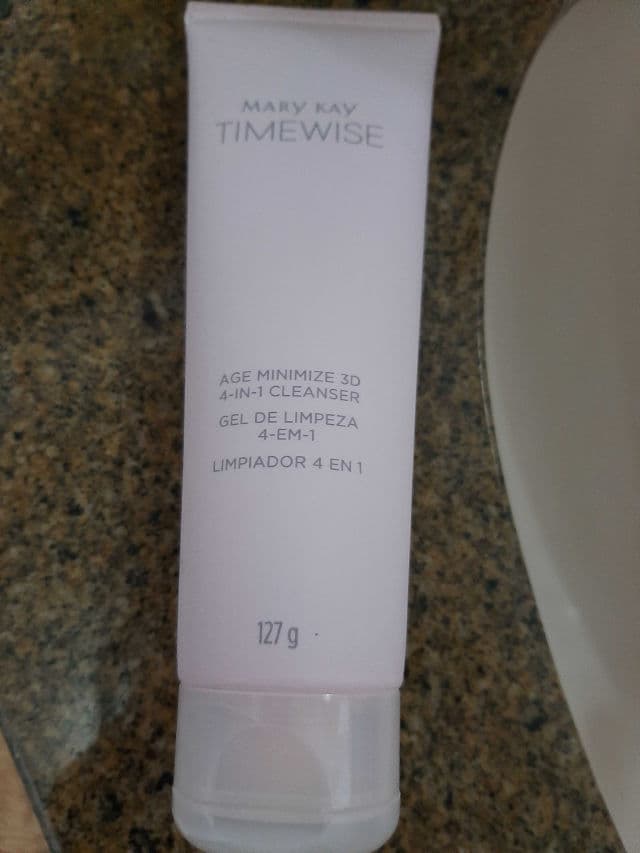 MARY KAY
TIMEWISE
AGE MINIMIZE 3D
4-IN-1 CLEANSER
GEL DE LIMPEZA
4-EM-1
LIMPIADOR 4 EN 1
127 g